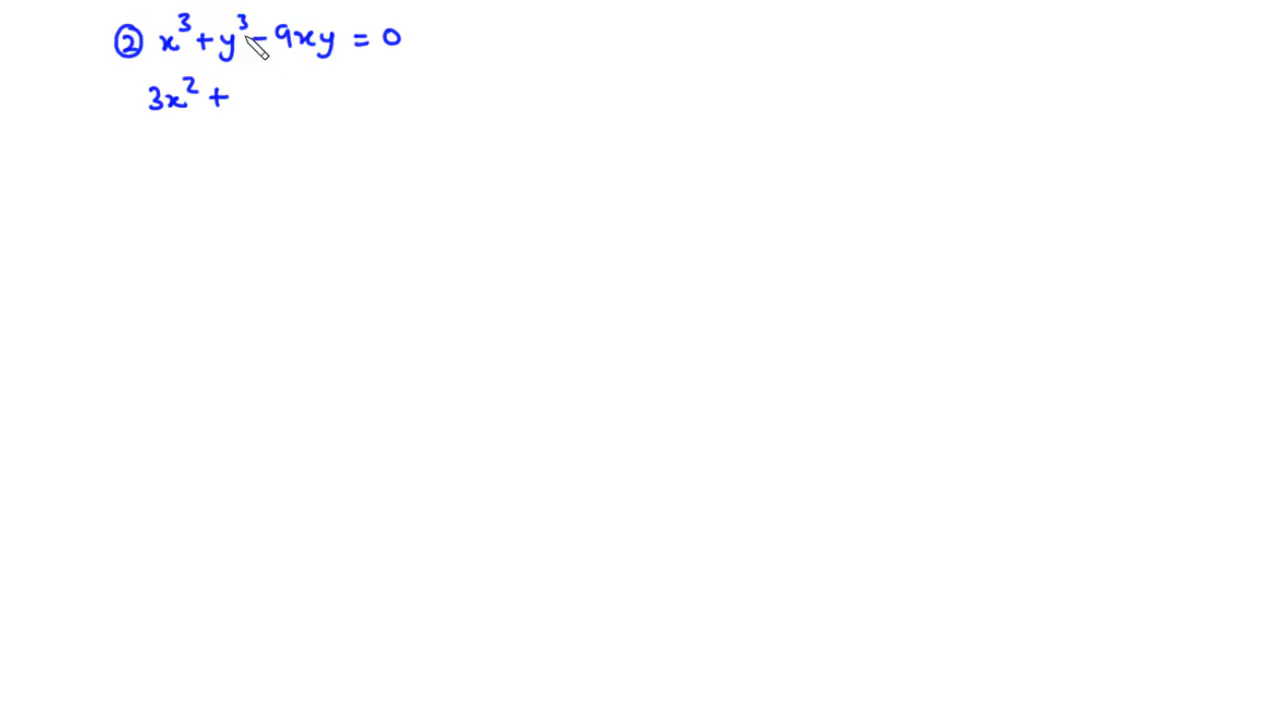 ② x³ + y³ - 9xy = 0
3x² +